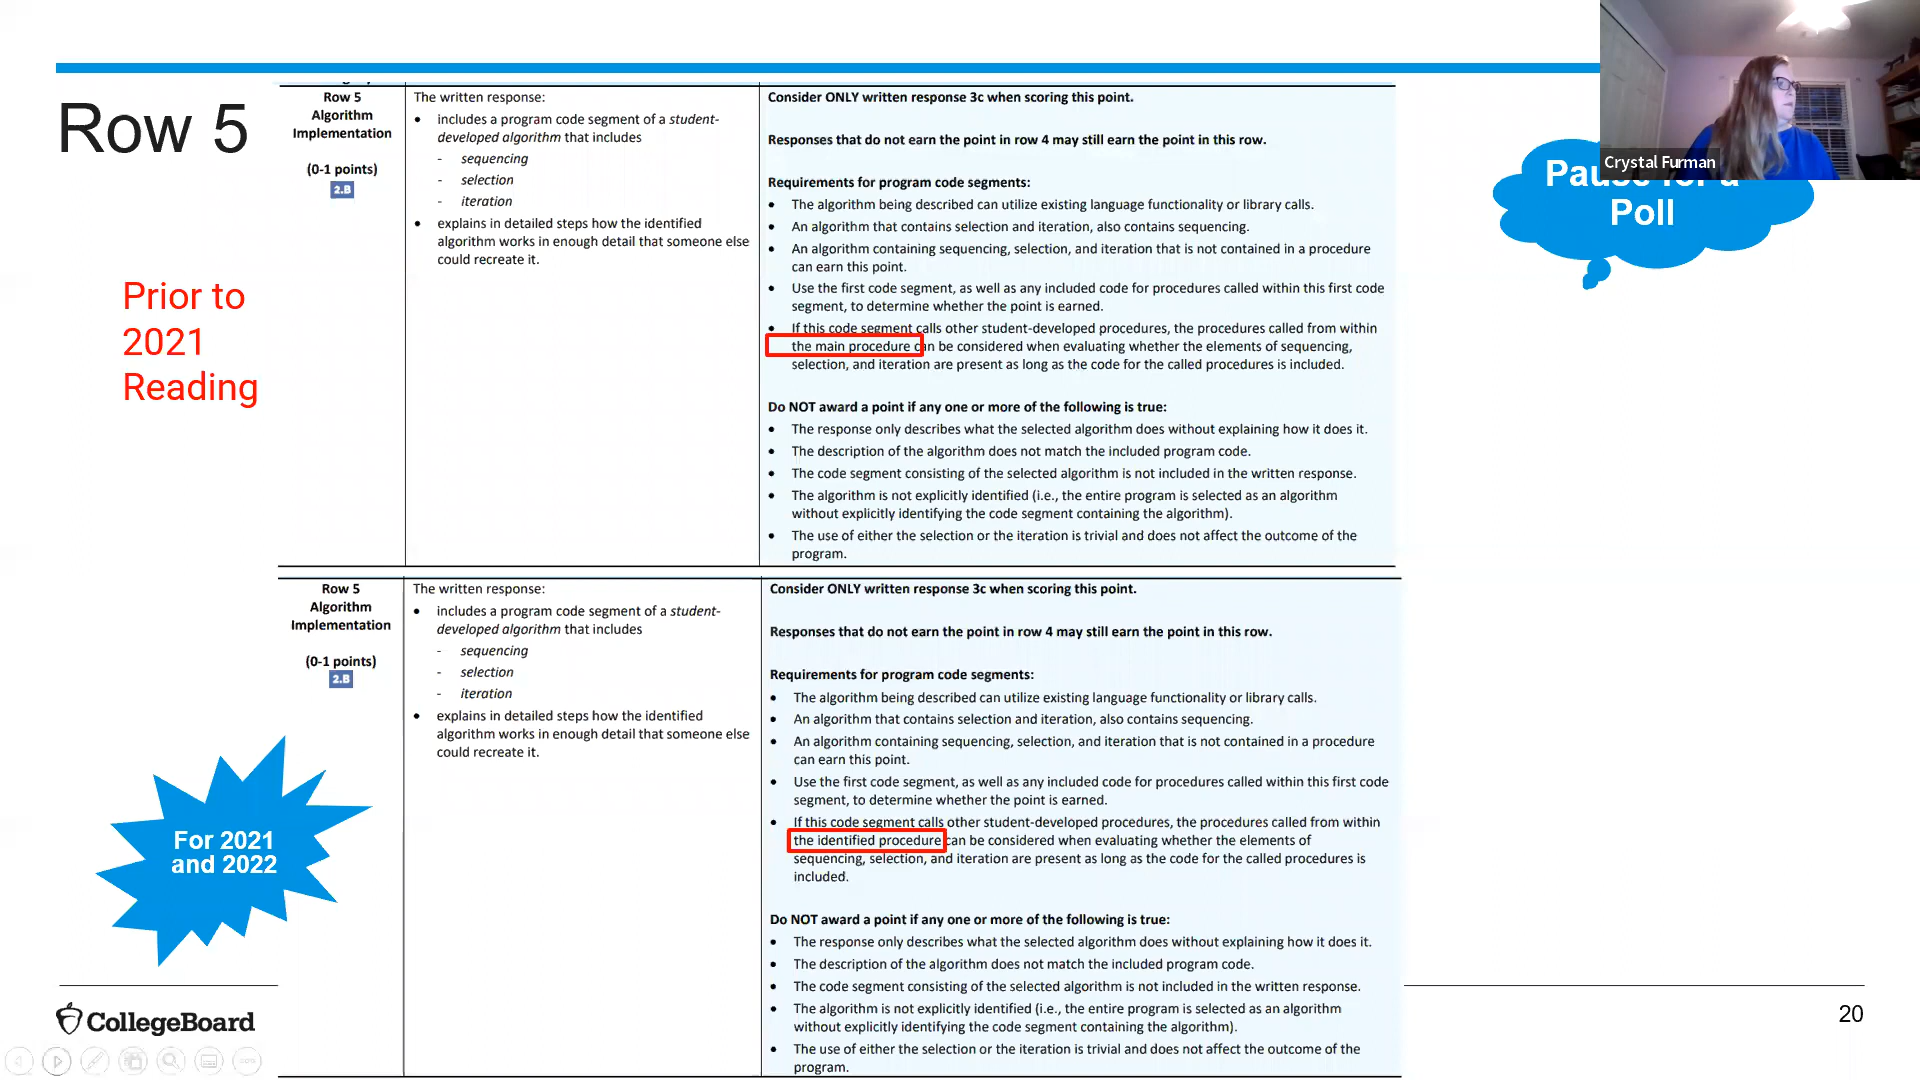 Row 5
Prior to
2021
Reading
Row 5
Algorithm
Implementation
(0-1 points)
2.B
The written response:
• includes a program code segment of a student-
developed algorithm that includes
- sequencing
- selection
- iteration
• explains in detailed steps how the identified
algorithm works in enough detail that someone else
could recreate it.
Consider ONLY written response 3c when scoring this point.
Responses that do not earn the point in row 4 may still earn the point in this row.
Requirements for program code segments:
• The algorithm being described can utilize existing language functionality or library calls.
• An algorithm that contains selection and iteration, also contains sequencing.
• An algorithm containing sequencing, selection, and iteration that is not contained in a procedure
can earn this point.
• Use the first code segment, as well as any included code for procedures called within this first code
segment, to determine whether the point is earned.
• If this code segment calls other student-developed procedures, the procedures called from within
the main procedure can be considered when evaluating whether the elements of sequencing,
selection, and iteration are present as long as the code for the called procedures is included.
Do NOT award a point if any one or more of the following is true:
• The response only describes what the selected algorithm does without explaining how it does it.
• The description of the algorithm does not match the included program code.
• The code segment consisting of the selected algorithm is not included in the written response.
• The algorithm is not explicitly identified (i.e., the entire program is selected as an algorithm
without explicitly identifying the code segment containing the algorithm).
• The use of either the selection or the iteration is trivial and does not affect the outcome of the
program.
Crystal Furman
Pause for a
Poll
For 2021
and 2022
Row 5
Algorithm
Implementation
(0-1 points)
2.B
The written response:
• includes a program code segment of a student-
developed algorithm that includes
- sequencing
- selection
- iteration
• explains in detailed steps how the identified
algorithm works in enough detail that someone else
could recreate it.
Consider ONLY written response 3c when scoring this point.
Responses that do not earn the point in row 4 may still earn the point in this row.
Requirements for program code segments:
• The algorithm being described can utilize existing language functionality or library calls.
• An algorithm that contains selection and iteration, also contains sequencing.
• An algorithm containing sequencing, selection, and iteration that is not contained in a procedure
can earn this point.
• Use the first code segment, as well as any included code for procedures called within this first code
segment, to determine whether the point is earned.
• If this code segment calls other student-developed procedures, the procedures called from within
the identified procedure can be considered when evaluating whether the elements of
sequencing, selection, and iteration are present as long as the code for the called procedures is
included.
Do NOT award a point if any one or more of the following is true:
• The response only describes what the selected algorithm does without explaining how it does it.
• The description of the algorithm does not match the included program code.
• The code segment consisting of the selected algorithm is not included in the written response.
• The algorithm is not explicitly identified (i.e., the entire program is selected as an algorithm
without explicitly identifying the code segment containing the algorithm).
• The use of either the selection or the iteration is trivial and does not affect the outcome of the
program.
CollegeBoard
20